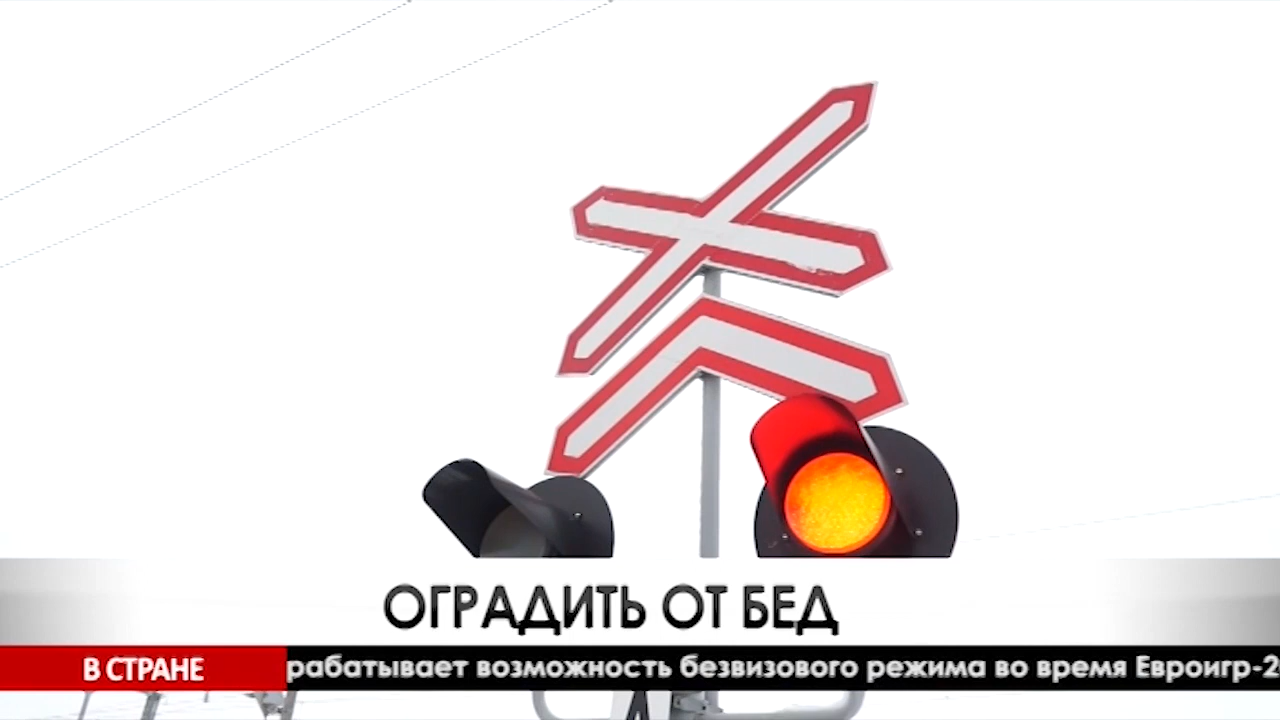 ОГРАДИТЬ ОТ БЕД
В СТРАНЕ
рабатывает возможность безвизового режима во время Евроигр-2